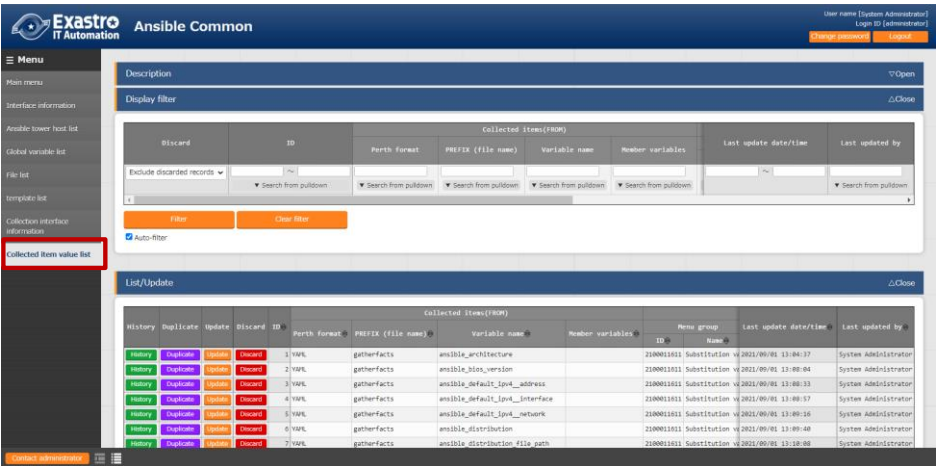 Exastro
IT Automation
Ansible Common
User name [System Administrator]
Login ID [administrator]
Change password
Logout
☰ Menu
Main menu
Interface information
Ansible tower host list
Global variable list
File list
template list
Collection interface
information
Collected item value list
Description
▽Open
Display filter
△Close
Collected items(FROM)
Discard
ID
Perth format
PREFIX (file name)
Variable name
Member variables
Last update date/time
Last updated by
Exclude discarded records
~
~
▼ Search from pulldown
▼ Search from pulldown
▼ Search from pulldown
▼ Search from pulldown
▼ Search from pulldown
▼ Search from pulldown
Filter
Clear filter
Auto-filter
List/Update
△Close
Collected items(FROM)
History Duplicate Update Discard ID
Perth format PREFIX (file name) Variable name Member variables
Menu group
ID Name
Last update date/time Last updated by
History Duplicate Update Discard 1 YAML gatherfacts ansible_architecture 2100011611 Substitution va 2021/09/01 13:04:37 System Administrator
History Duplicate Update Discard 2 YAML gatherfacts ansible_bios_version 2100011611 Substitution va 2021/09/01 13:08:04 System Administrator
History Duplicate Update Discard 3 YAML gatherfacts ansible_default_ipv4__address 2100011611 Substitution va 2021/09/01 13:08:33 System Administrator
History Duplicate Update Discard 4 YAML gatherfacts ansible_default_ipv4__interface 2100011611 Substitution va 2021/09/01 13:08:57 System Administrator
History Duplicate Update Discard 5 YAML gatherfacts ansible_default_ipv4__network 2100011611 Substitution va 2021/09/01 13:09:16 System Administrator
History Duplicate Update Discard 6 YAML gatherfacts ansible_distribution 2100011611 Substitution va 2021/09/01 13:09:40 System Administrator
History Duplicate Update Discard 7 YAML gatherfacts ansible_distribution_file_path 2100011611 Substitution va 2021/09/01 13:10:08 System Administrator
Contact administrator